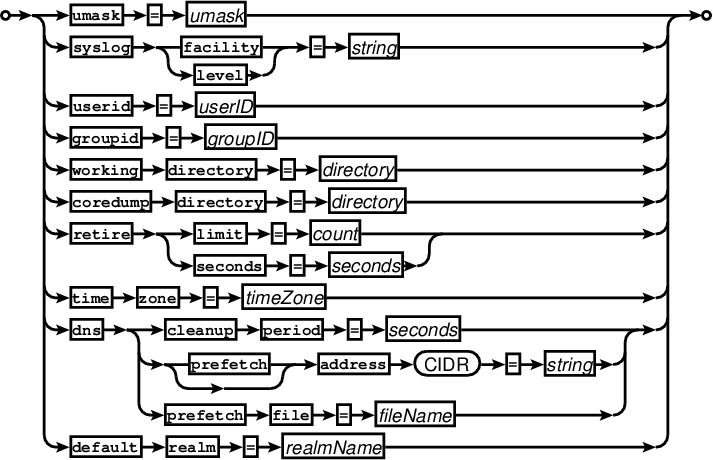 umask = umask
syslog facility = string
level
userid = userID
groupid = groupID
working directory = directory
coredump directory = directory
retire limit = count
seconds = seconds
time zone = timeZone
dns cleanup period = seconds
prefetch address CIDR = string
prefetch file = fileName
default realm = realmName